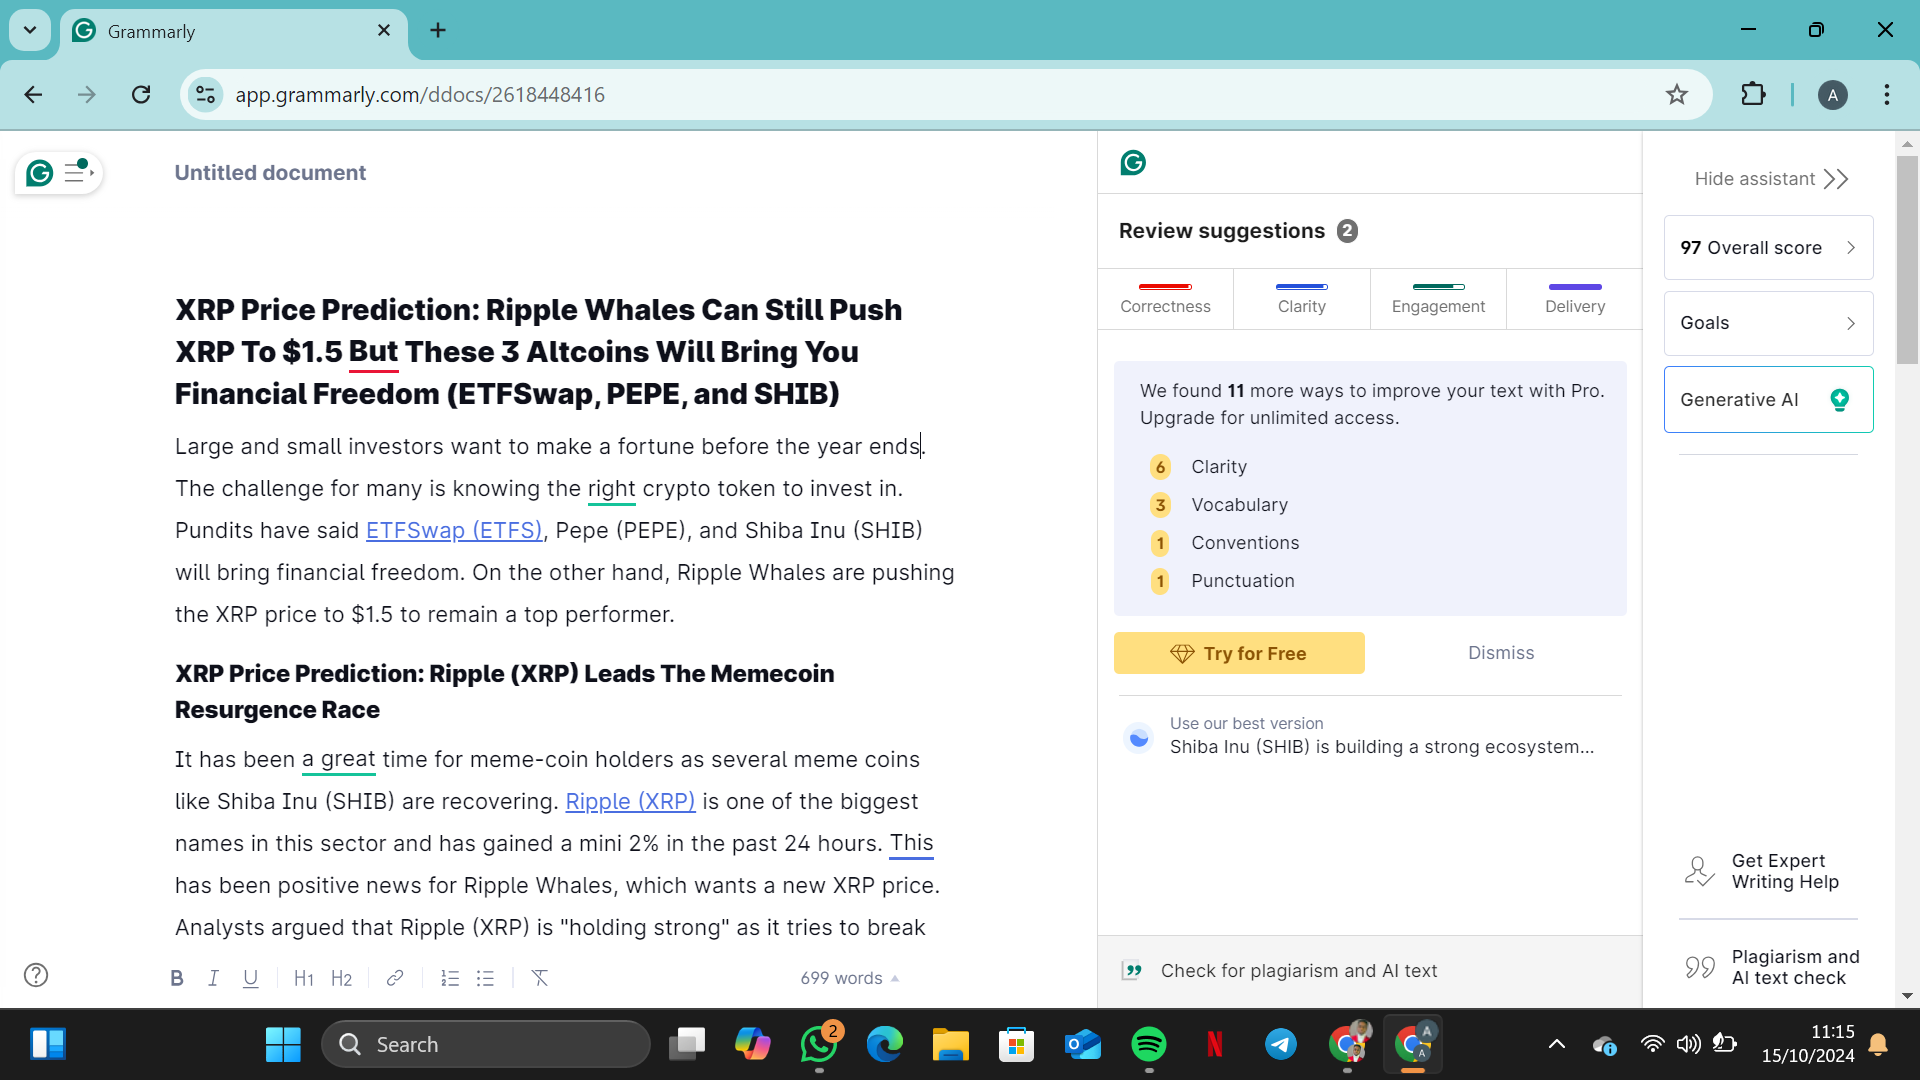 Grammarly
app.grammarly.com/ddocs/2618448416
A
Untitled document
XRP Price Prediction: Ripple Whales Can Still Push
XRP To $1.5 But These 3 Altcoins Will Bring You
Financial Freedom (ETFSwap, PEPE, and SHIB)
Large and small investors want to make a fortune before the year ends.
The challenge for many is knowing the right crypto token to invest in.
Pundits have said ETFSwap (ETFS), Pepe (PEPE), and Shiba Inu (SHIB)
will bring financial freedom. On the other hand, Ripple Whales are pushing
the XRP price to $1.5 to remain a top performer.
XRP Price Prediction: Ripple (XRP) Leads The Memecoin
Resurgence Race
It has been a great time for meme-coin holders as several meme coins
like Shiba Inu (SHIB) are recovering. Ripple (XRP) is one of the biggest
names in this sector and has gained a mini 2% in the past 24 hours. This
has been positive news for Ripple Whales, which wants a new XRP price.
Analysts argued that Ripple (XRP) is "holding strong" as it tries to break
B I U H1 H2
699 words
Review suggestions 2
Correctness
Clarity
Engagement
Delivery
We found 11 more ways to improve your text with Pro.
Upgrade for unlimited access.
6 Clarity
3 Vocabulary
1 Conventions
1 Punctuation
Try for Free
Dismiss
Use our best version
Shiba Inu (SHIB) is building a strong ecosystem...
Check for plagiarism and AI text
Hide assistant
97 Overall score
Goals
Generative AI
Get Expert
Writing Help
Plagiarism and
AI text check
Search
2
A
A
11:15
15/10/2024